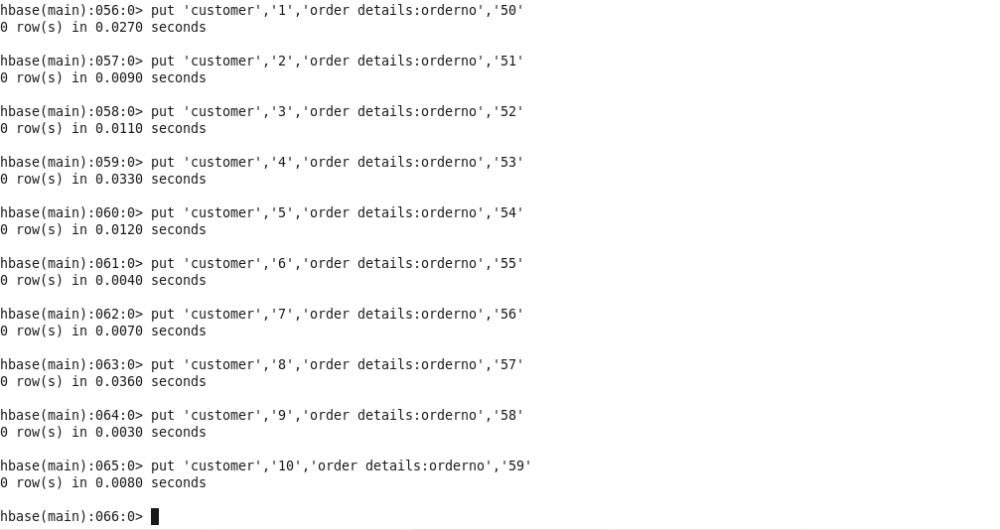 hbase(main):056:0> put 'customer','1','order details:orderno','50'
0 row(s) in 0.0270 seconds
hbase(main):057:0> put 'customer','2','order details:orderno','51'
0 row(s) in 0.0090 seconds
hbase(main):058:0> put 'customer','3','order details:orderno','52'
0 row(s) in 0.0110 seconds
hbase(main):059:0> put 'customer','4','order details:orderno','53'
0 row(s) in 0.0330 seconds
hbase(main):060:0> put 'customer','5','order details:orderno','54'
0 row(s) in 0.0120 seconds
hbase(main):061:0> put 'customer','6','order details:orderno','55'
0 row(s) in 0.0040 seconds
hbase(main):062:0> put 'customer','7','order details:orderno','56'
0 row(s) in 0.0070 seconds
hbase(main):063:0> put 'customer','8','order details:orderno','57'
0 row(s) in 0.0360 seconds
hbase(main):064:0> put 'customer','9','order details:orderno','58'
0 row(s) in 0.0030 seconds
hbase(main):065:0> put 'customer','10','order details:orderno','59'
0 row(s) in 0.0080 seconds
hbase(main):066:0>